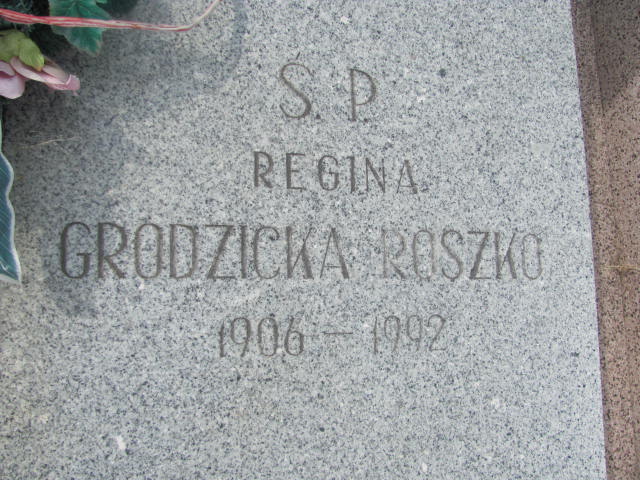 Ś. P.
REGINA
GRODZICKA ROSZKO
1906 - 1992